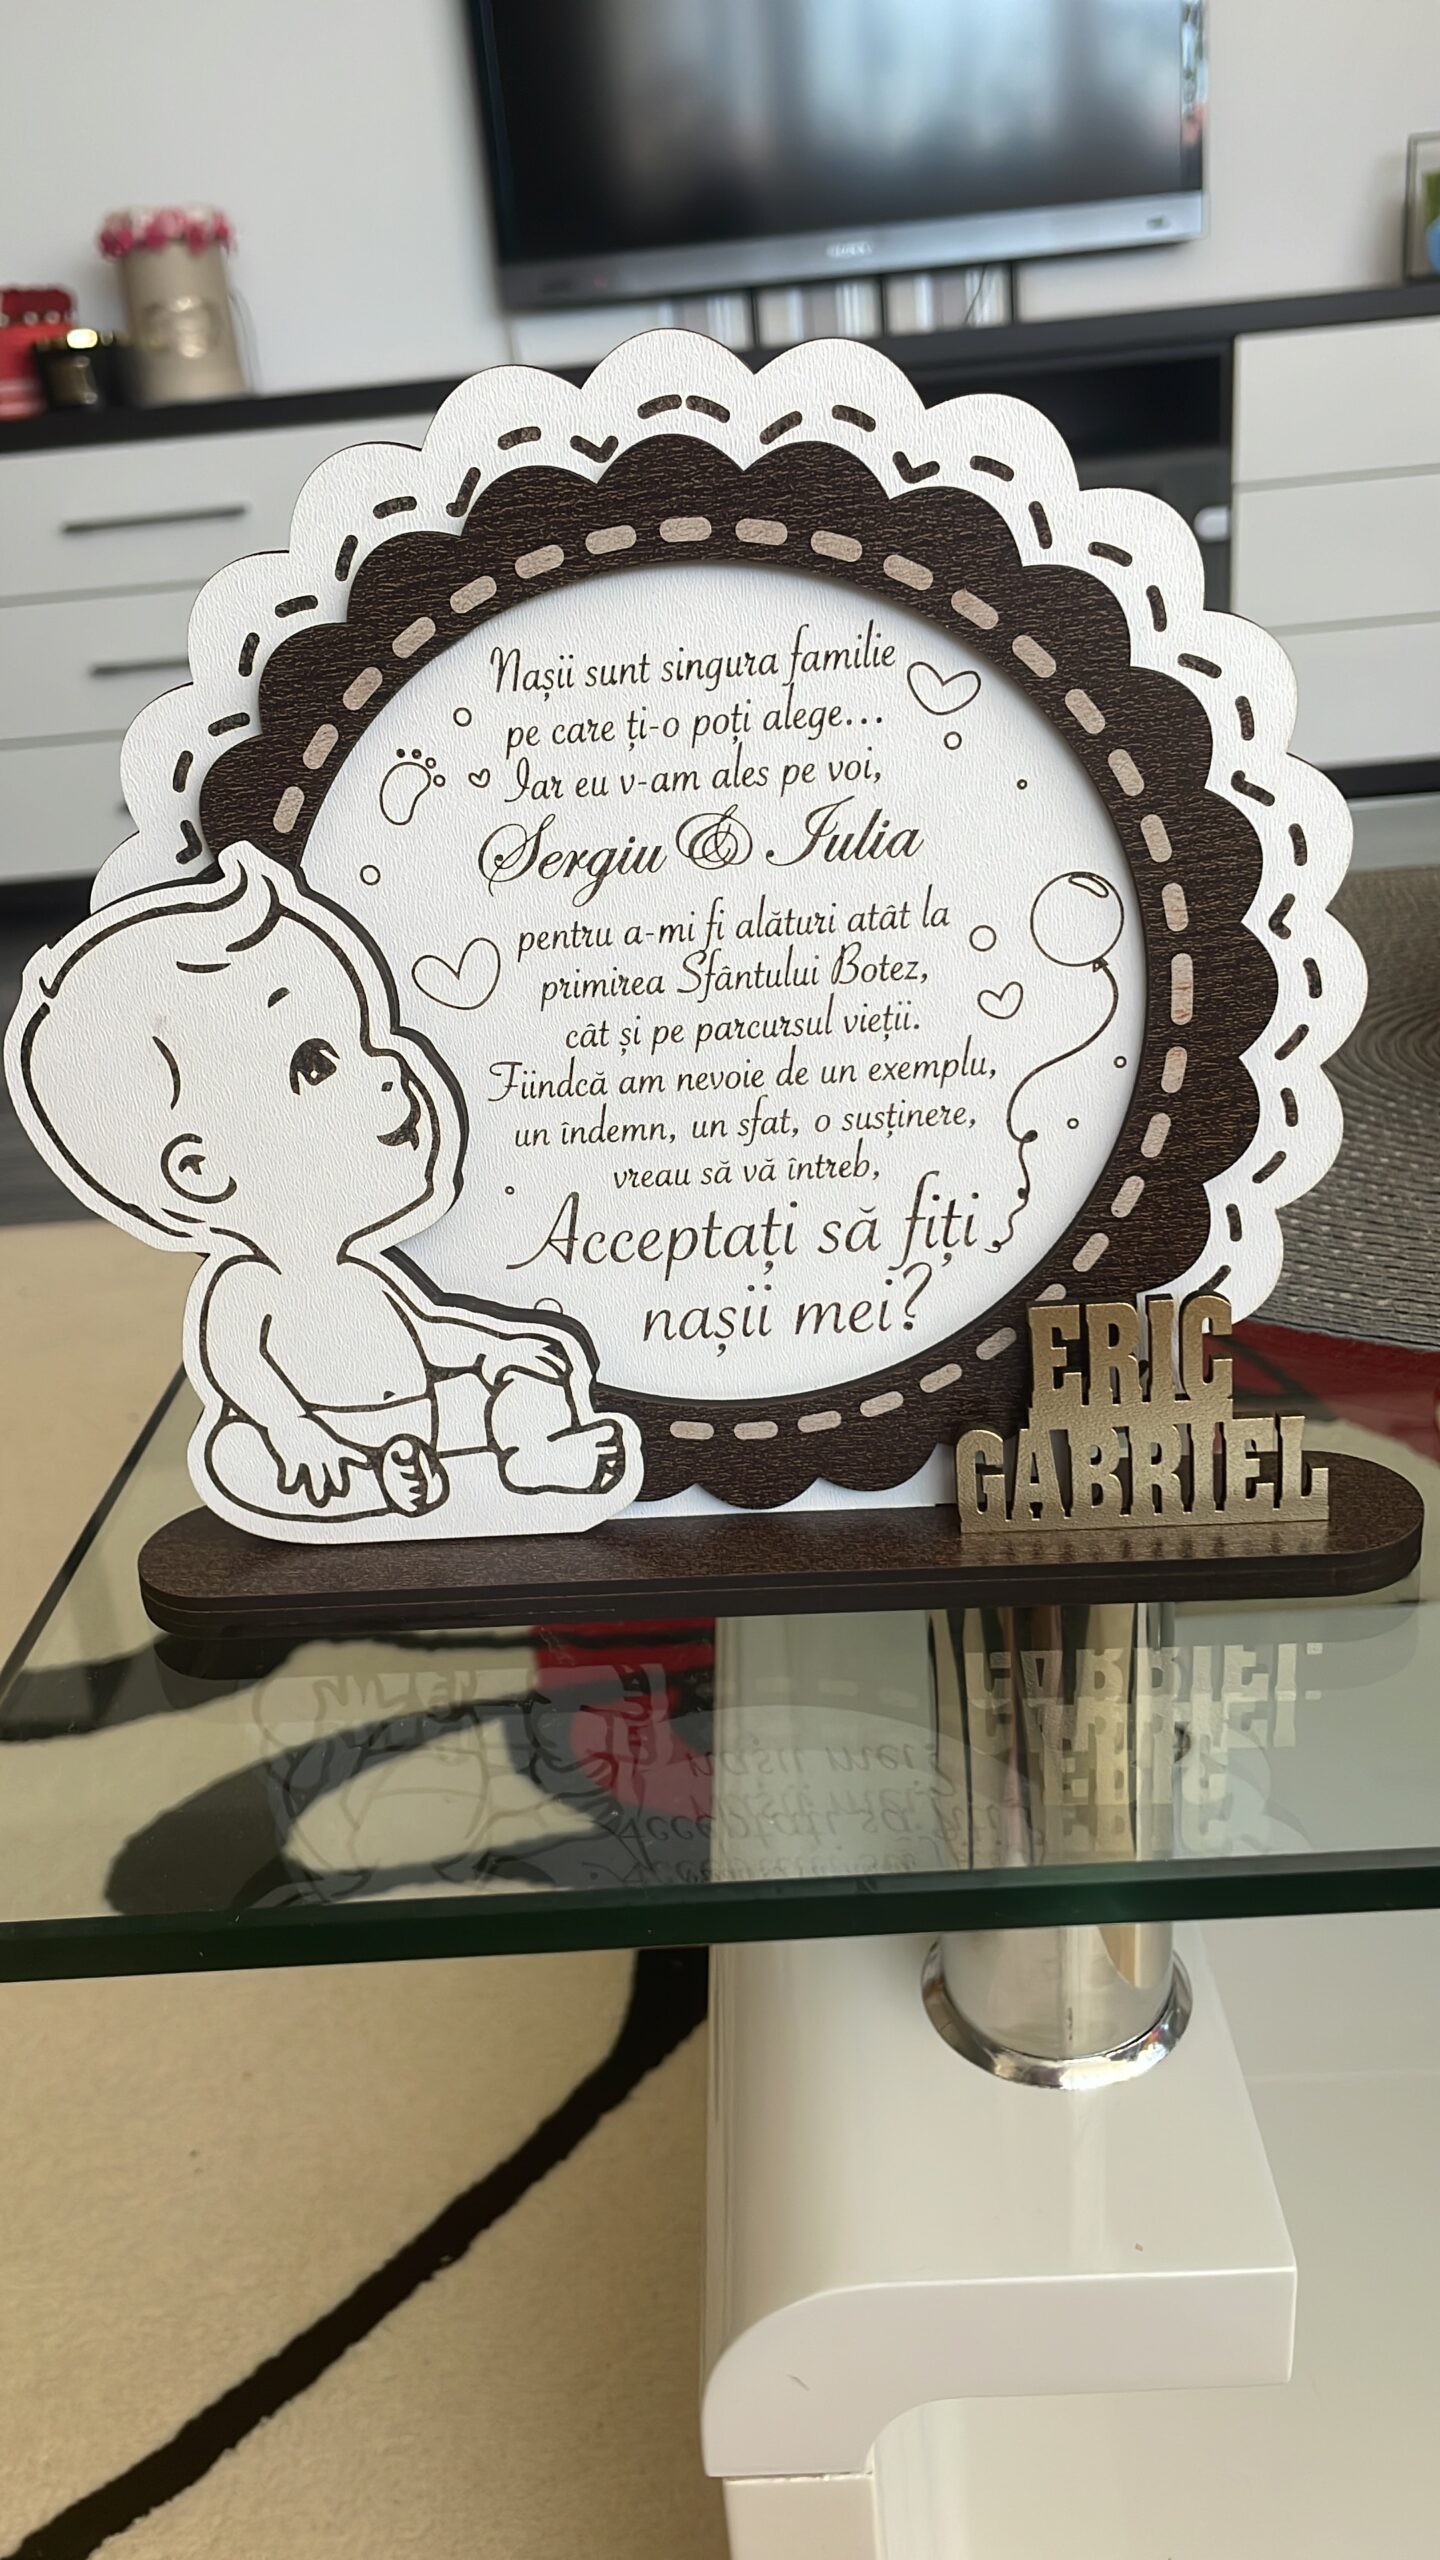 Nașii sunt singura familie
pe care ți-o poți alege...
Iar eu v-am ales pe voi,
Sergiu & Iulia
pentru a-mi fi alături atât la
primirea Sfântului Botez,
cât și pe parcursul vieții.
Fiindcă am nevoie de un exemplu,
un îndemn, un sfat, o susținere,
vreau să vă întreb,
Acceptați să fiți
nașii mei?
ERIC
GABRIEL